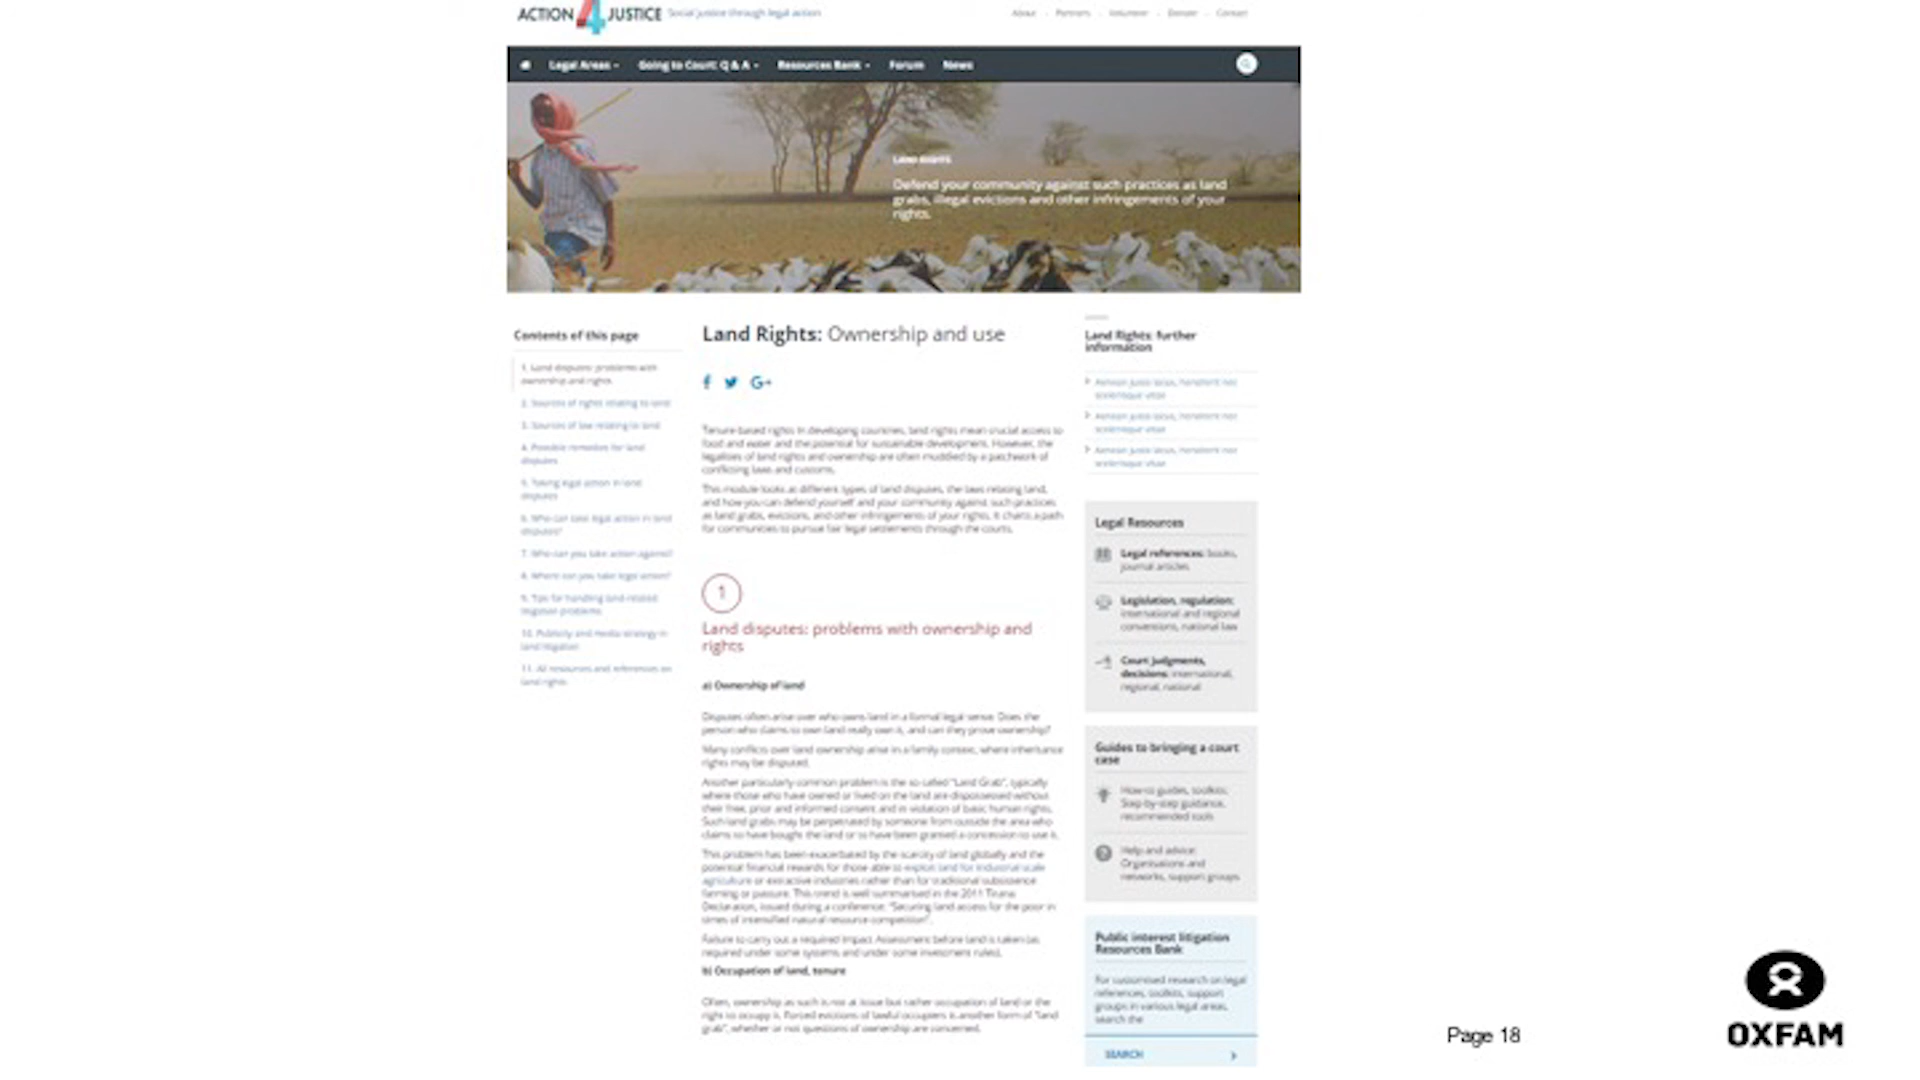 ACTION 4 JUSTICE Social justice through legal action
About Partners Volunteer Donate Contact
Legal Areas Going to Court: Q & A Resources Bank Forum News
LAND RIGHTS
Defend your community against such practices as land
grabs, illegal evictions and other infringements of your
rights.
Contents of this page
1. Land disputes: problems with
ownership and rights
2. Sources of rights relating to land
3. Sources of law relating to land
4. Possible remedies for land
disputes
5. Taking legal action in land
disputes
6. Who can take legal action in land
disputes?
7. Who can you take action against?
8. Where can you take legal action?
9. Tips for handling land-related
litigation problems
10. Publicity and media strategy in
land litigation
11. All resources and references on
land rights
Land Rights: Ownership and use
Tenure based rights in developing countries, land rights mean crucial access to
food and water and the potential for sustainable development. However, the
legalities of land rights and ownership are often muddled by a patchwork of
conflicting laws and customs.
This module looks at different types of land disputes, the laws relating land,
and how you can defend yourself and your community against such practices
as land grabs, evictions, and other infringements of your rights. It charts a path
for communities to pursue fair legal settlements through the courts.
1
Land disputes: problems with ownership and
rights
a) Ownership of land
Disputes often arise over who owns land in a formal legal sense. Does the
person who claims to own land really own it, and can they prove ownership?
Many conflicts over land ownership arise in a family context, where inheritance
rights may be disputed.
Another particularly common problem is the so-called "Land Grab", typically
where those who have owned or lived on the land are dispossessed without
their free, prior and informed consent and in violation of basic human rights.
Such land grabs may be perpetrated by someone from outside the area who
claims to have bought the land or to have been granted a concession to use it.
This problem has been exacerbated by the scarcity of land globally and the
potential financial rewards for those able to exploit land for industrial-scale
agriculture or extractive industries rather than for traditional subsistence
farming or pasture. This trend is well summarised in the 2011 Tirana
Declaration, issued during a conference: "Securing land access for the poor in
times of intensified natural resource competition".
Failure to carry out a required Impact Assessment before land is taken (as
required under some systems and under some investment rules).
b) Occupation of land, tenure
Often, ownership as such is not at issue but rather occupation of land or the
right to occupy it. Forced evictions of lawful occupiers is another form of "land
grab", whether or not questions of ownership are concerned.
Land Rights: further
information
Aenean justo lacus, hendrerit nec
scelerisque vitae
Aenean justo lacus, hendrerit nec
scelerisque vitae
Aenean justo lacus, hendrerit nec
scelerisque vitae
Legal Resources
Legal references: books,
journal articles
Legislation, regulation:
international and regional
conventions, national law
Court judgments,
decisions: international,
regional, national
Guides to bringing a court
case
How-to guides, toolkits:
Step-by-step guidance,
recommended tools
Help and advice:
Organisations and
networks, support groups
Public interest litigation
Resources Bank
For customised research on legal
references, toolkits, support
groups in various legal areas,
search the
SEARCH
Page 18
OXFAM